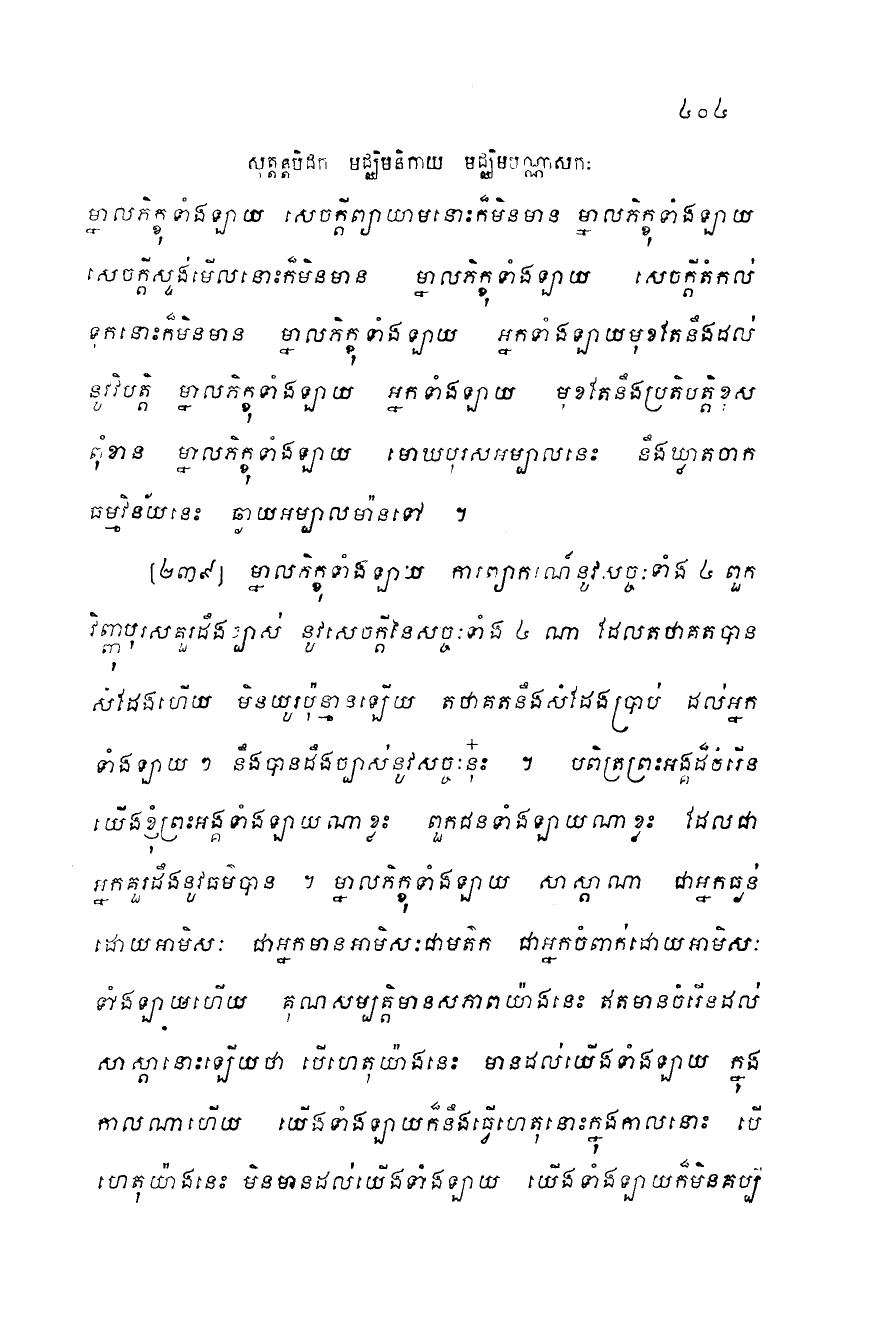 ៤០៤
សុត្តន្តបិដក មជ្ឈិមនិកាយ មជ្ឈិមបណ្ណាសកៈ
ម្នាលភិក្ខុទាំងឡាយ សេចក្តីព្យាយាមនោះក៏មិនមាន ម្នាលភិក្ខុទាំងឡាយ
សេចក្តីស្ទង់មើលនោះក៏មិនមាន ម្នាលភិក្ខុទាំងឡាយ សេចក្តីតំកល់
ទុកនោះក៏មិនមាន ម្នាលភិក្ខុទាំងឡាយ អ្នកទាំងឡាយមុខតែនឹងដល់
នូវវិបត្តិ ម្នាលភិក្ខុទាំងឡាយ អ្នកទាំងឡាយ មុខតែនឹងប្រតិបត្តិខុស
ពុំខាន ម្នាលភិក្ខុទាំងឡាយ មោឃបុរសអម្បាលនេះ នឹងឃ្លាតចាក
ធម្មវិន័យនេះ ឆ្ងាយអម្បាលម៉ានទៅ ។
[២៣៩] ម្នាលភិក្ខុទាំងឡាយ ការព្យាករណ៍នូវសច្ចៈទាំង ៤ ពួក
វិញ្ញូបុរសគួរដឹងច្បាស់ នូវសេចក្តីនៃសច្ចៈទាំង ៤ ណា ដែលតថាគតបាន
សំដែងហើយ មិនយូរប៉ុន្មានឡើយ តថាគតនឹងសំដែងប្រាប់ ដល់អ្នក
ទាំងឡាយ ៗ នឹងបានដឹងច្បាស់នូវសច្ចៈនុ៎ះ ។ បពិត្រព្រះអង្គដ៏ចំរើន
យើងខ្ញុំព្រះអង្គទាំងឡាយណាខ្លះ ពួកជនទាំងឡាយណាខ្លះ ដែលជា
អ្នកគួរដឹងនូវធម៌បាន ។ ម្នាលភិក្ខុទាំងឡាយ សាស្តាណា ជាអ្នកធ្ងន់
ដោយអាមិសៈ ជាអ្នកមានអាមិសៈជាមត៌ក ជាអ្នកចំពាក់ដោយអាមិសៈ
ទាំងឡាយហើយ គុណសម្បត្តិមានសភាពយ៉ាងនេះ ឥតមានចំរើនដល់
សាស្តានោះឡើយថា បើហេតុយ៉ាងនេះ មានដល់យើងទាំងឡាយ ក្នុង
កាលណាហើយ យើងទាំងឡាយក៏នឹងធ្វើហេតុនោះក្នុងកាលនោះ បើ
ហេតុយ៉ាងនេះ មិនមានដល់យើងទាំងឡាយ យើងទាំងឡាយក៏មិនគប្បី